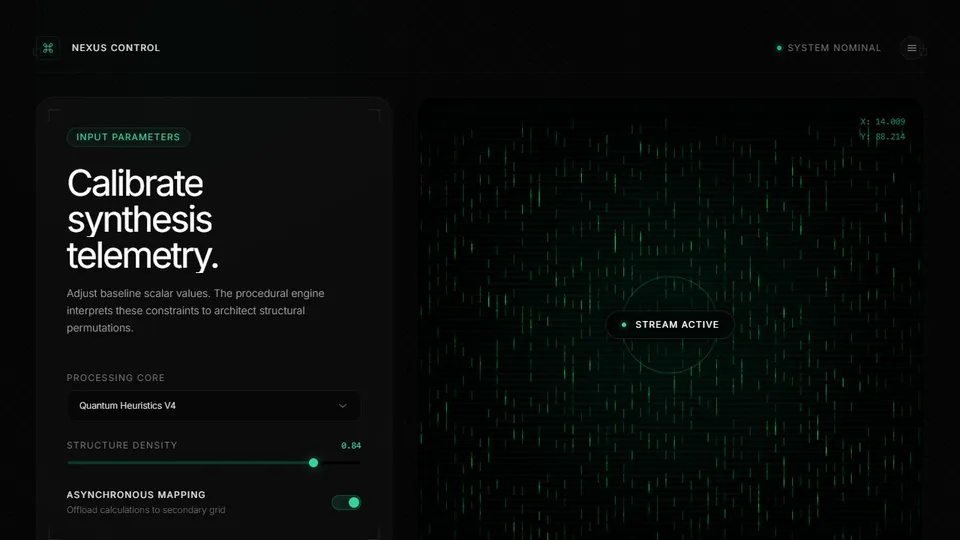 NEXUS CONTROL
SYSTEM NOMINAL
INPUT PARAMETERS
Calibrate
synthesis
telemetry.
Adjust baseline scalar values. The procedural engine
interprets these constraints to architect structural
permutations.
PROCESSING CORE
Quantum Heuristics V4
STRUCTURE DENSITY
0.84
ASYNCHRONOUS MAPPING
Offload calculations to secondary grid
X: 14.009
Y: 88.214
STREAM ACTIVE